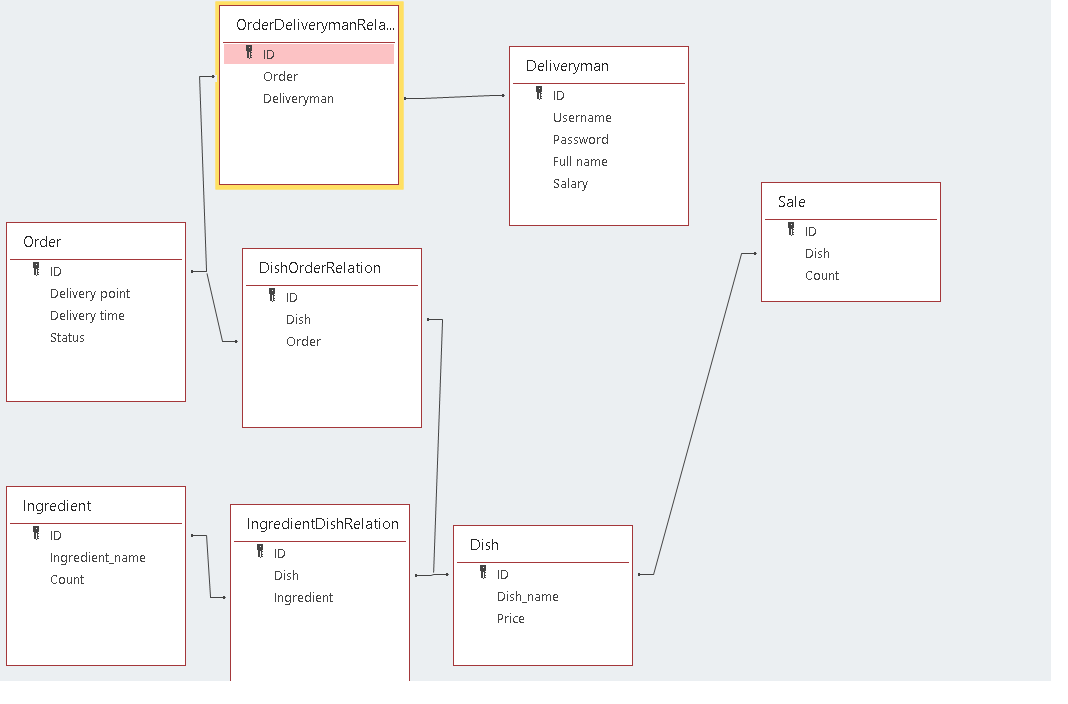 OrderDeliverymanRela...
ID
Order
Deliveryman
Deliveryman
ID
Username
Password
Full name
Salary
Sale
ID
Dish
Count
Order
ID
Delivery point
Delivery time
Status
DishOrderRelation
ID
Dish
Order
Ingredient
ID
Ingredient_name
Count
IngredientDishRelation
ID
Dish
Ingredient
Dish
ID
Dish_name
Price